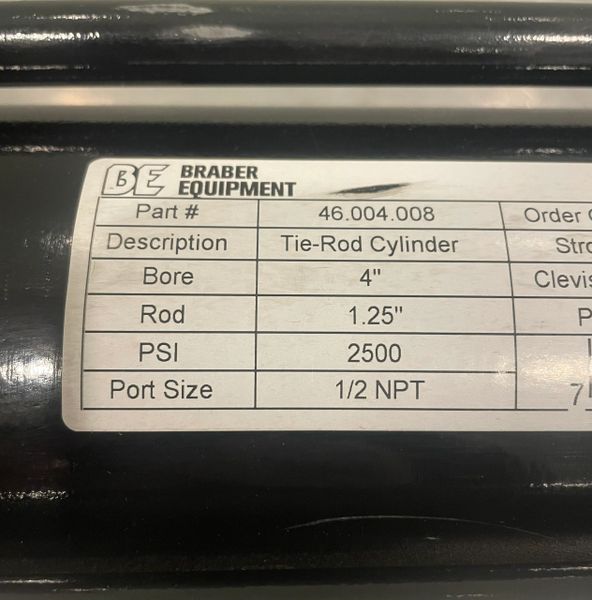 BE BRABER
EQUIPMENT
Part # 46.004.008 Order
Description Tie-Rod Cylinder
Bore 4"
Rod 1.25"
PSI 2500
Port Size 1/2 NPT